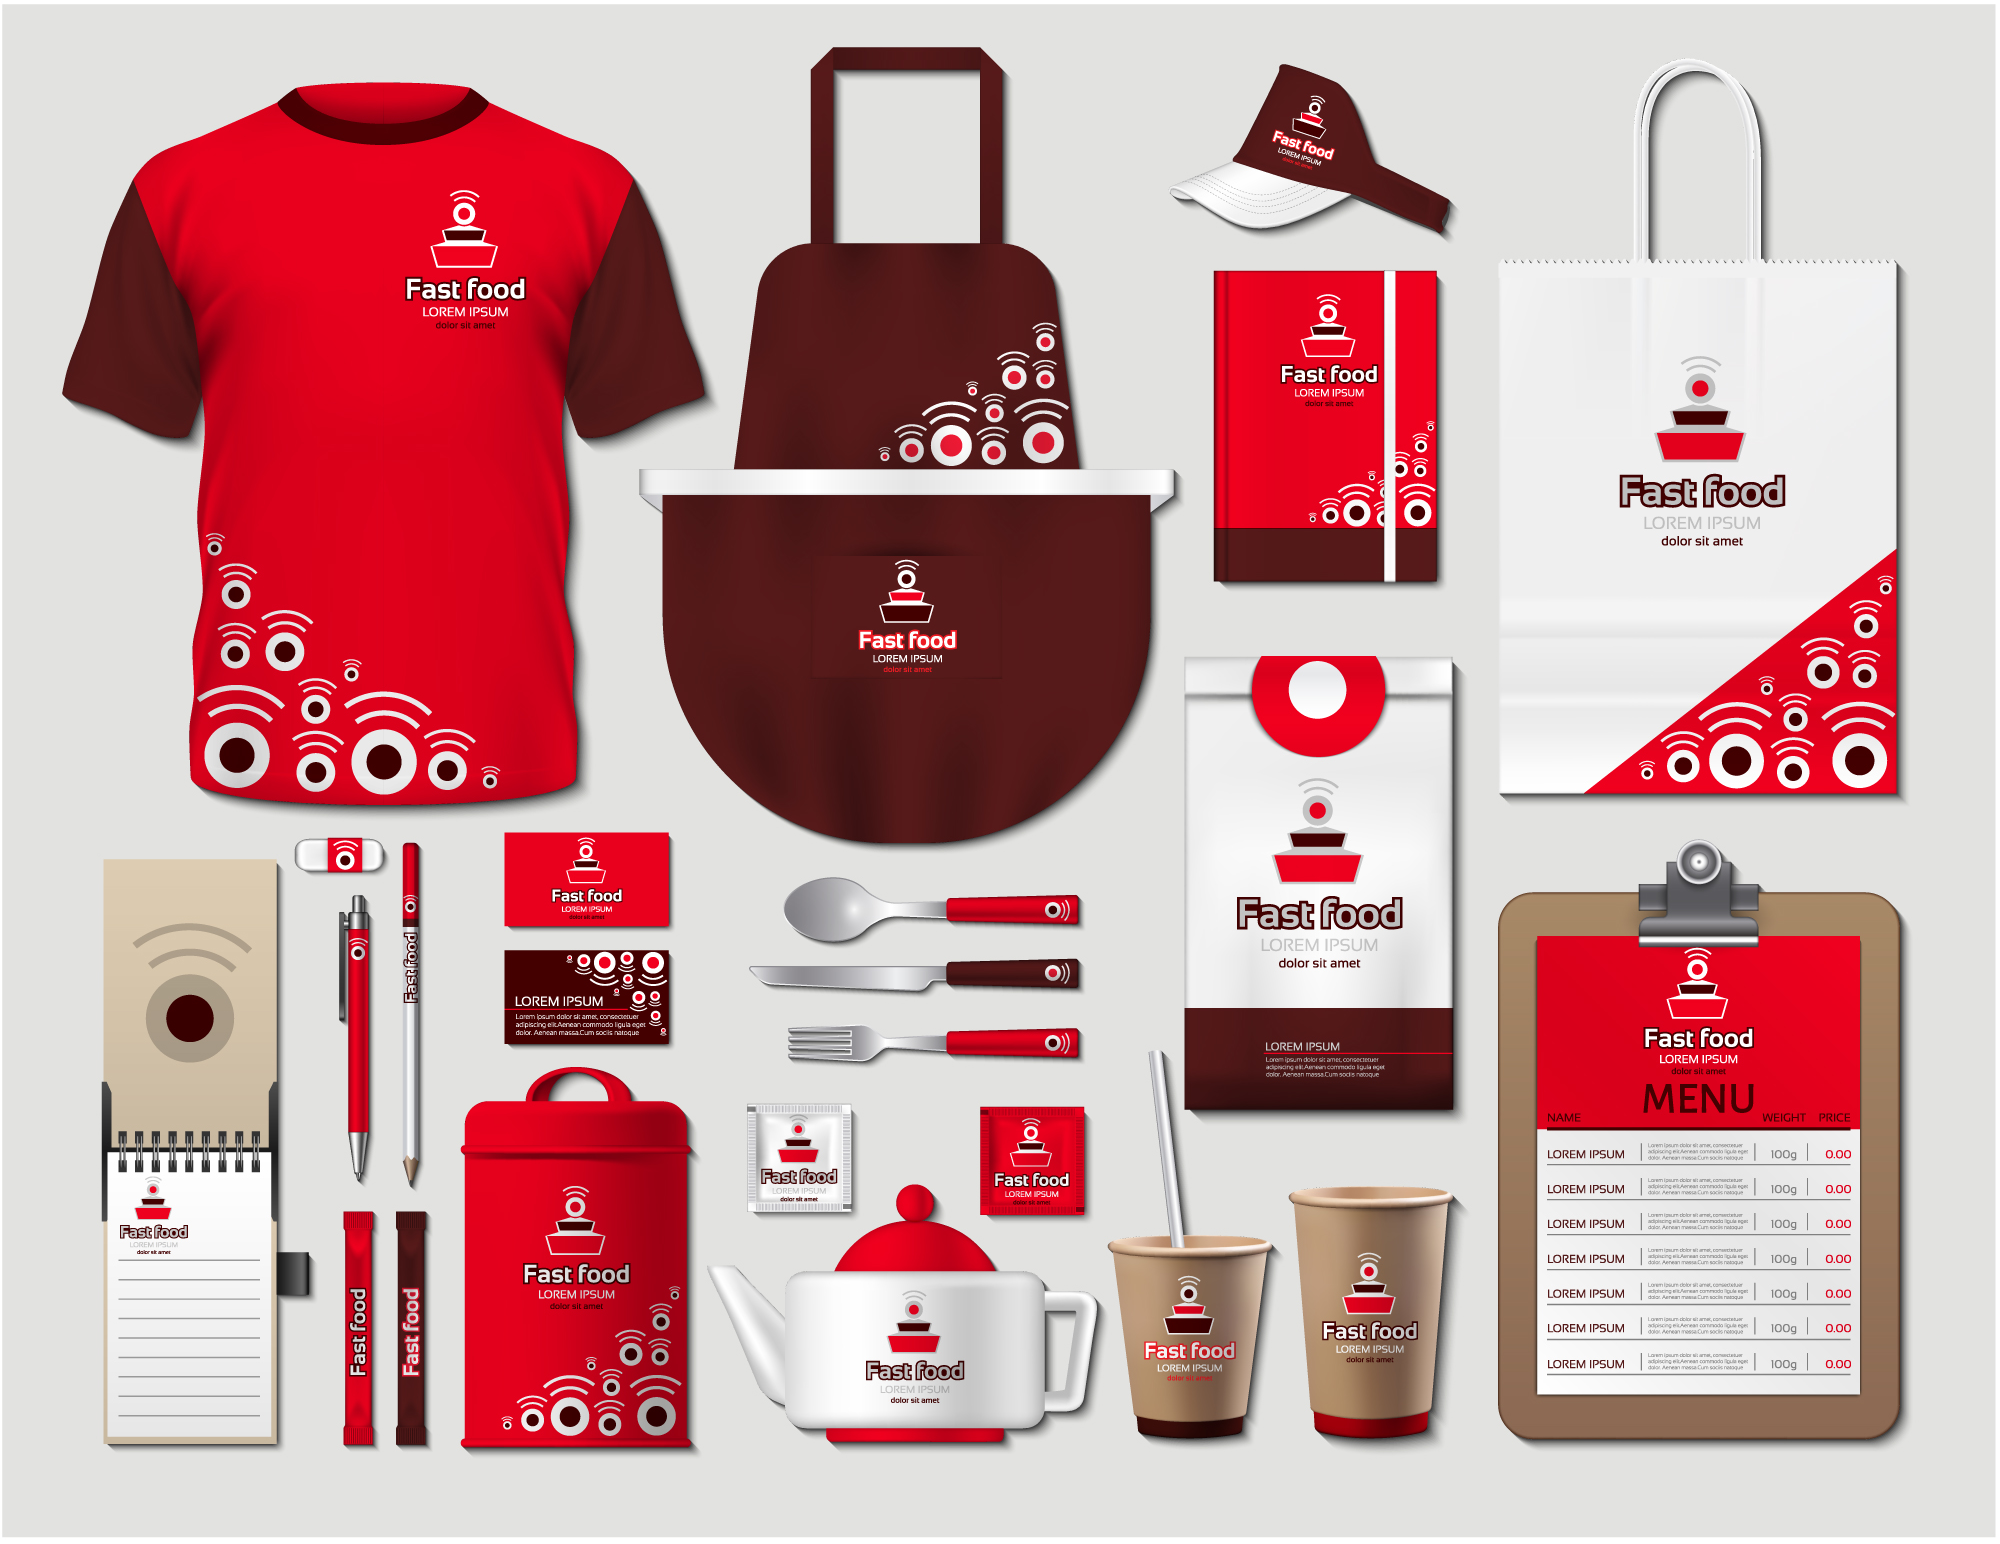 Fast food
LOREM IPSUM
dolor sit amet
Fast food
LOREM IPSUM
dolor sit amet
Fast food
LOREM IPSUM
dolor sit amet
Fast food
LOREM IPSUM
dolor sit amet
Fast food
LOREM IPSUM
dolor sit amet
Fast food
LOREM IPSUM
dolor sit amet
LOREM IPSUM
Lorem ipsum dolor sit amet, consectetuer
adipiscing elit.Aenean commodo ligula eget
dolor. Aenean massa.Cum sociis natoque
Fast food
LOREM IPSUM
dolor sit amet
LOREM IPSUM
Lorem ipsum dolor sit amet, consectetuer
adipiscing elit.Aenean commodo ligula eget
dolor. Aenean massa.Cum sociis natoque
Fast food
Fast food
LOREM IPSUM
dolor sit amet
Fast food
Fast food
Fast food
LOREM IPSUM
dolor sit amet
Fast food
LOREM IPSUM
dolor sit amet
Fast food
LOREM IPSUM
dolor sit amet
Fast food
LOREM IPSUM
dolor sit amet
Fast food
LOREM IPSUM
dolor sit amet
Fast food
LOREM IPSUM
dolor sit amet
Fast food
LOREM IPSUM
dolor sit amet
MENU
NAME WEIGHT PRICE
LOREM IPSUM Lorem ipsum dolor sit amet, consectetuer
adipiscing elit.Aenean commodo ligula eget
dolor. Aenean massa.Cum sociis natoque 100g 0.00
LOREM IPSUM Lorem ipsum dolor sit amet, consectetuer
adipiscing elit.Aenean commodo ligula eget
dolor. Aenean massa.Cum sociis natoque 100g 0.00
LOREM IPSUM Lorem ipsum dolor sit amet, consectetuer
adipiscing elit.Aenean commodo ligula eget
dolor. Aenean massa.Cum sociis natoque 100g 0.00
LOREM IPSUM Lorem ipsum dolor sit amet, consectetuer
adipiscing elit.Aenean commodo ligula eget
dolor. Aenean massa.Cum sociis natoque 100g 0.00
LOREM IPSUM Lorem ipsum dolor sit amet, consectetuer
adipiscing elit.Aenean commodo ligula eget
dolor. Aenean massa.Cum sociis natoque 100g 0.00
LOREM IPSUM Lorem ipsum dolor sit amet, consectetuer
adipiscing elit.Aenean commodo ligula eget
dolor. Aenean massa.Cum sociis natoque 100g 0.00
LOREM IPSUM Lorem ipsum dolor sit amet, consectetuer
adipiscing elit.Aenean commodo ligula eget
dolor. Aenean massa.Cum sociis natoque 100g 0.00